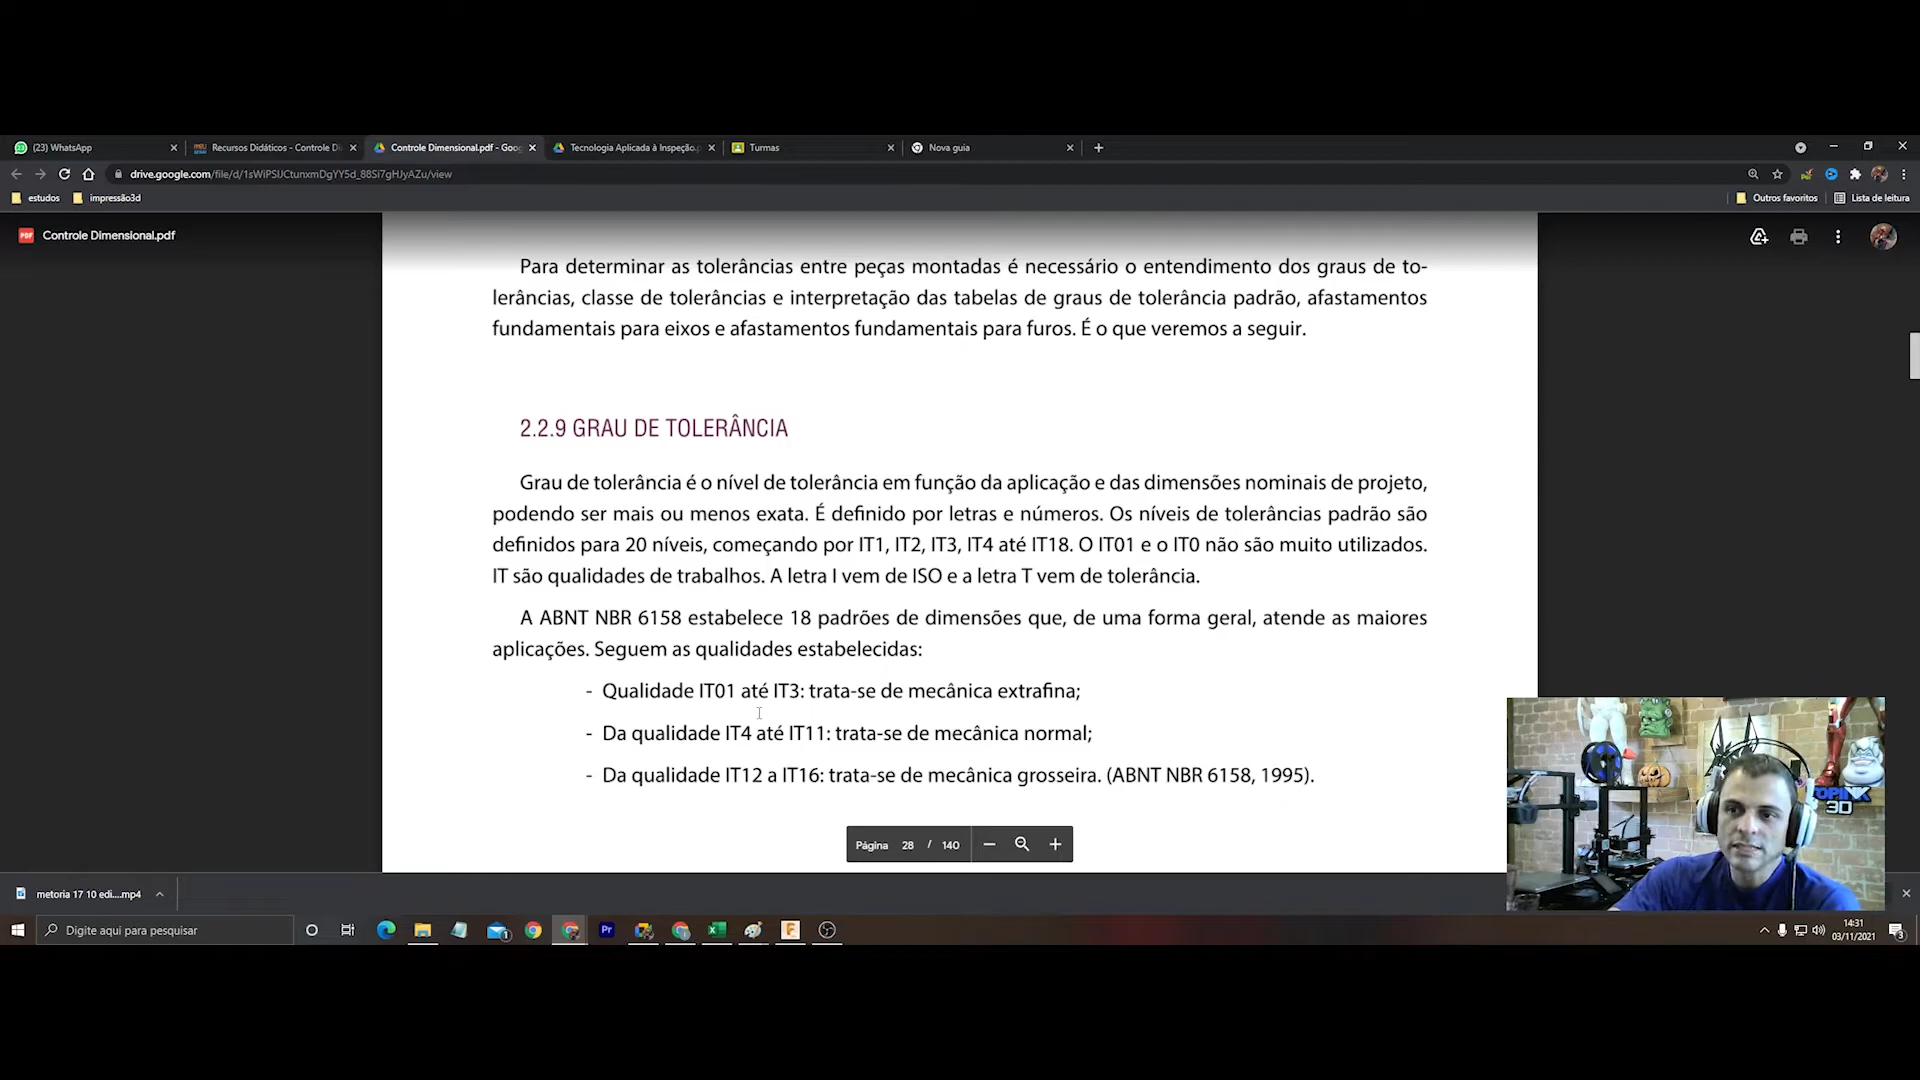 (23) WhatsApp
Recursos Didáticos - Controle Di
Controle Dimensional.pdf - Goog
Tecnologia Aplicada à Inspeção.p
Turmas
Nova guia
drive.google.com/file/d/1sWiPSlJCtunxmDgYY5d_88Si7gHJyAZu/view
estudos
impressão3d
Outros favoritos
Lista de leitura
PDF
Controle Dimensional.pdf
Para determinar as tolerâncias entre peças montadas é necessário o entendimento dos graus de to-
lerâncias, classe de tolerâncias e interpretação das tabelas de graus de tolerância padrão, afastamentos
fundamentais para eixos e afastamentos fundamentais para furos. É o que veremos a seguir.
2.2.9 GRAU DE TOLERÂNCIA
Grau de tolerância é o nível de tolerância em função da aplicação e das dimensões nominais de projeto,
podendo ser mais ou menos exata. É definido por letras e números. Os níveis de tolerâncias padrão são
definidos para 20 níveis, começando por IT1, IT2, IT3, IT4 até IT18. O IT01 e o IT0 não são muito utilizados.
IT são qualidades de trabalhos. A letra I vem de ISO e a letra T vem de tolerância.
A ABNT NBR 6158 estabelece 18 padrões de dimensões que, de uma forma geral, atende as maiores
aplicações. Seguem as qualidades estabelecidas:
- Qualidade IT01 até IT3: trata-se de mecânica extrafina;
- Da qualidade IT4 até IT11: trata-se de mecânica normal;
- Da qualidade IT12 a IT16: trata-se de mecânica grosseira. (ABNT NBR 6158, 1995).
Página 28 / 140
3D
metoria 17 10 edi....mp4
Digite aqui para pesquisar
Pr
14:31
03/11/2021
3